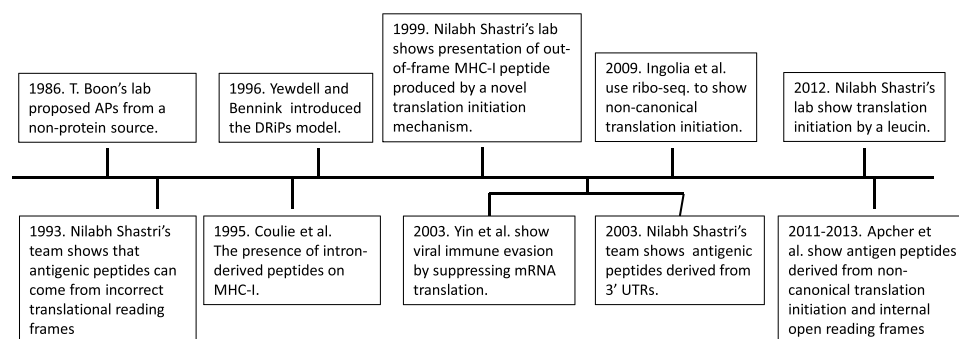 1986. T. Boon's lab
proposed APs from a
non-protein source.
1996. Yewdell and
Bennink introduced
the DRiPs model.
1999. Nilabh Shastri's lab
shows presentation of out-
of-frame MHC-I peptide
produced by a novel
translation initiation
mechanism.
2009. Ingolia et al.
use ribo-seq. to show
non-canonical
translation initiation.
2012. Nilabh Shastri's
lab show translation
initiation by a leucin.
1993. Nilabh Shastri's
team shows that
antigenic peptides can
come from incorrect
translational reading
frames
1995. Coulie et al.
The presence of intron-
derived peptides on
MHC-I.
2003. Yin et al. show
viral immune evasion
by suppressing mRNA
translation.
2003. Nilabh Shastri's
team shows antigenic
peptides derived from
3' UTRs.
2011-2013. Apcher et
al. show antigen peptides
derived from non-
canonical translation
initiation and internal
open reading frames